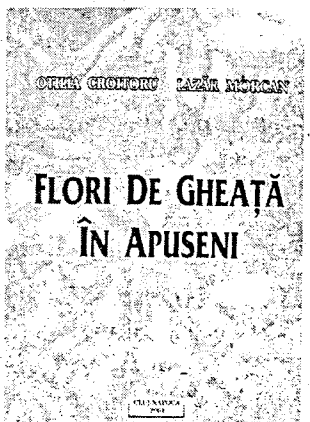 OTILIA CROITORU LAZĂR MORCAN
FLORI DE GHEAȚĂ
ÎN APUSENI
CLUJ-NAPOCA